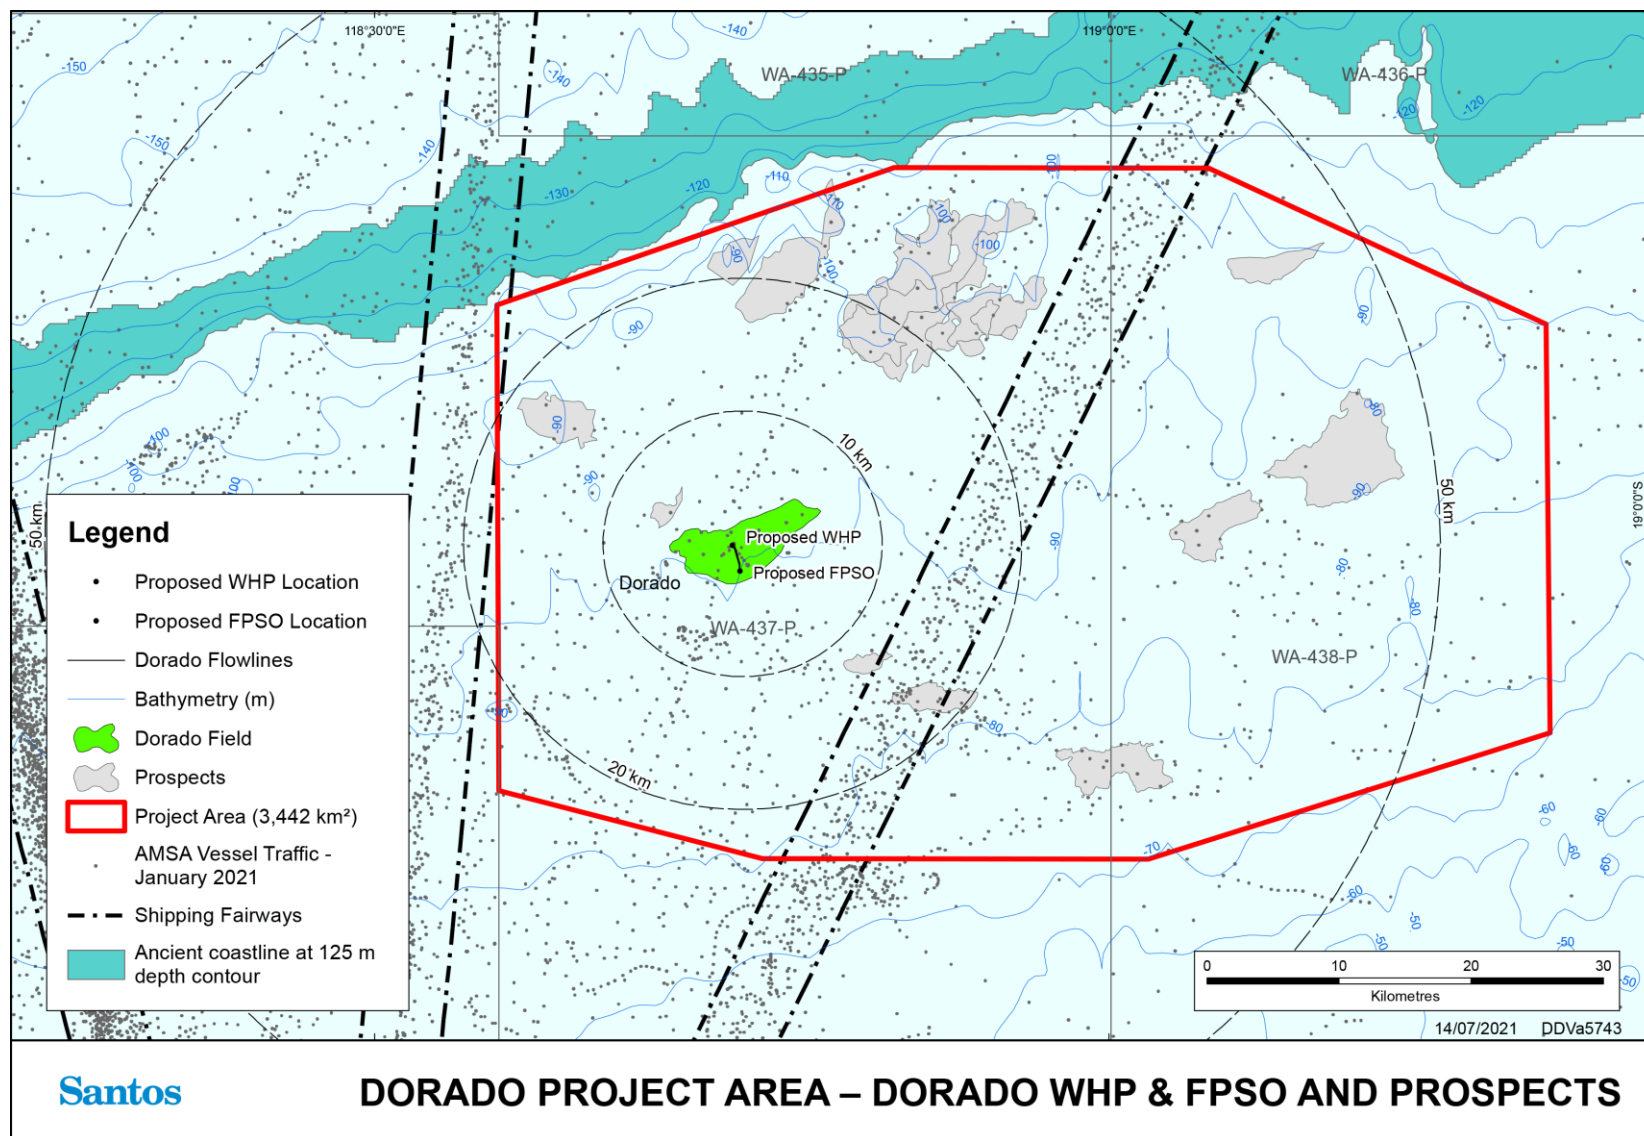 118°30'0"E
119°0'0"E
-140
-150
-140
WA-435-P
WA-436-P
-120
-120
-150
-140
-130
-120
-110
-100
-110
-100
-100
-90
-100
-90
-90
-90
-80
-100
-100
100
-90
-90
10 km
50 km
50 km
19°0'0"S
Proposed WHP
Proposed FPSO
Dorado
-90
-80
-80
WA-437-P
WA-438-P
-90
-80
20 km
-70
-60
-60
-60
-60
-60
-50
-50
-50
-50
Legend
Proposed WHP Location
Proposed FPSO Location
Dorado Flowlines
Bathymetry (m)
Dorado Field
Prospects
Project Area (3,442 km²)
AMSA Vessel Traffic -
January 2021
Shipping Fairways
Ancient coastline at 125 m
depth contour
0 10 20 30
Kilometres
14/07/2021 DDVa5743
Santos
DORADO PROJECT AREA – DORADO WHP & FPSO AND PROSPECTS